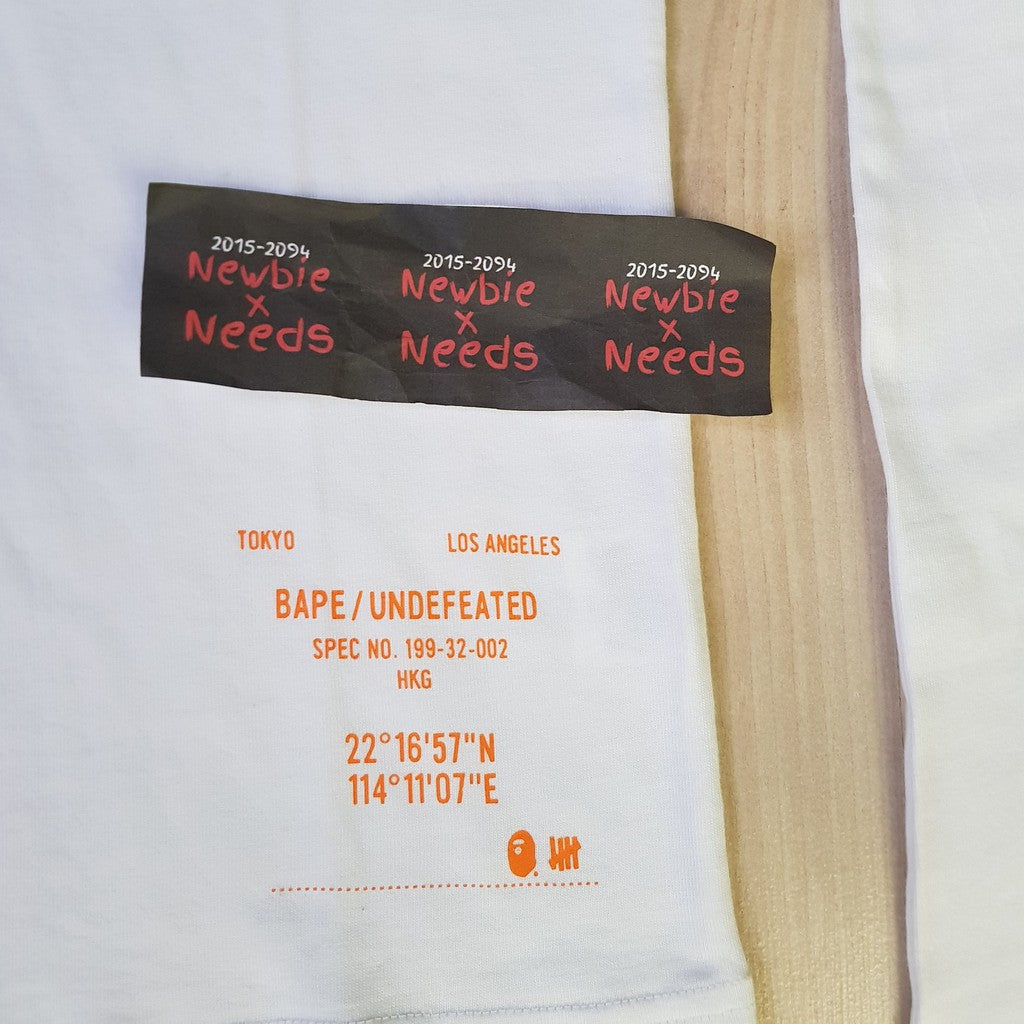 2015-2094 2015-2094 2015-2094
Newbie Newbie Newbie
x x x
Needs Needs Needs
TOKYO LOS ANGELES
BAPE/UNDEFEATED
SPEC NO. 199-32-002
HKG
22°16'57"N
114°11'07"E